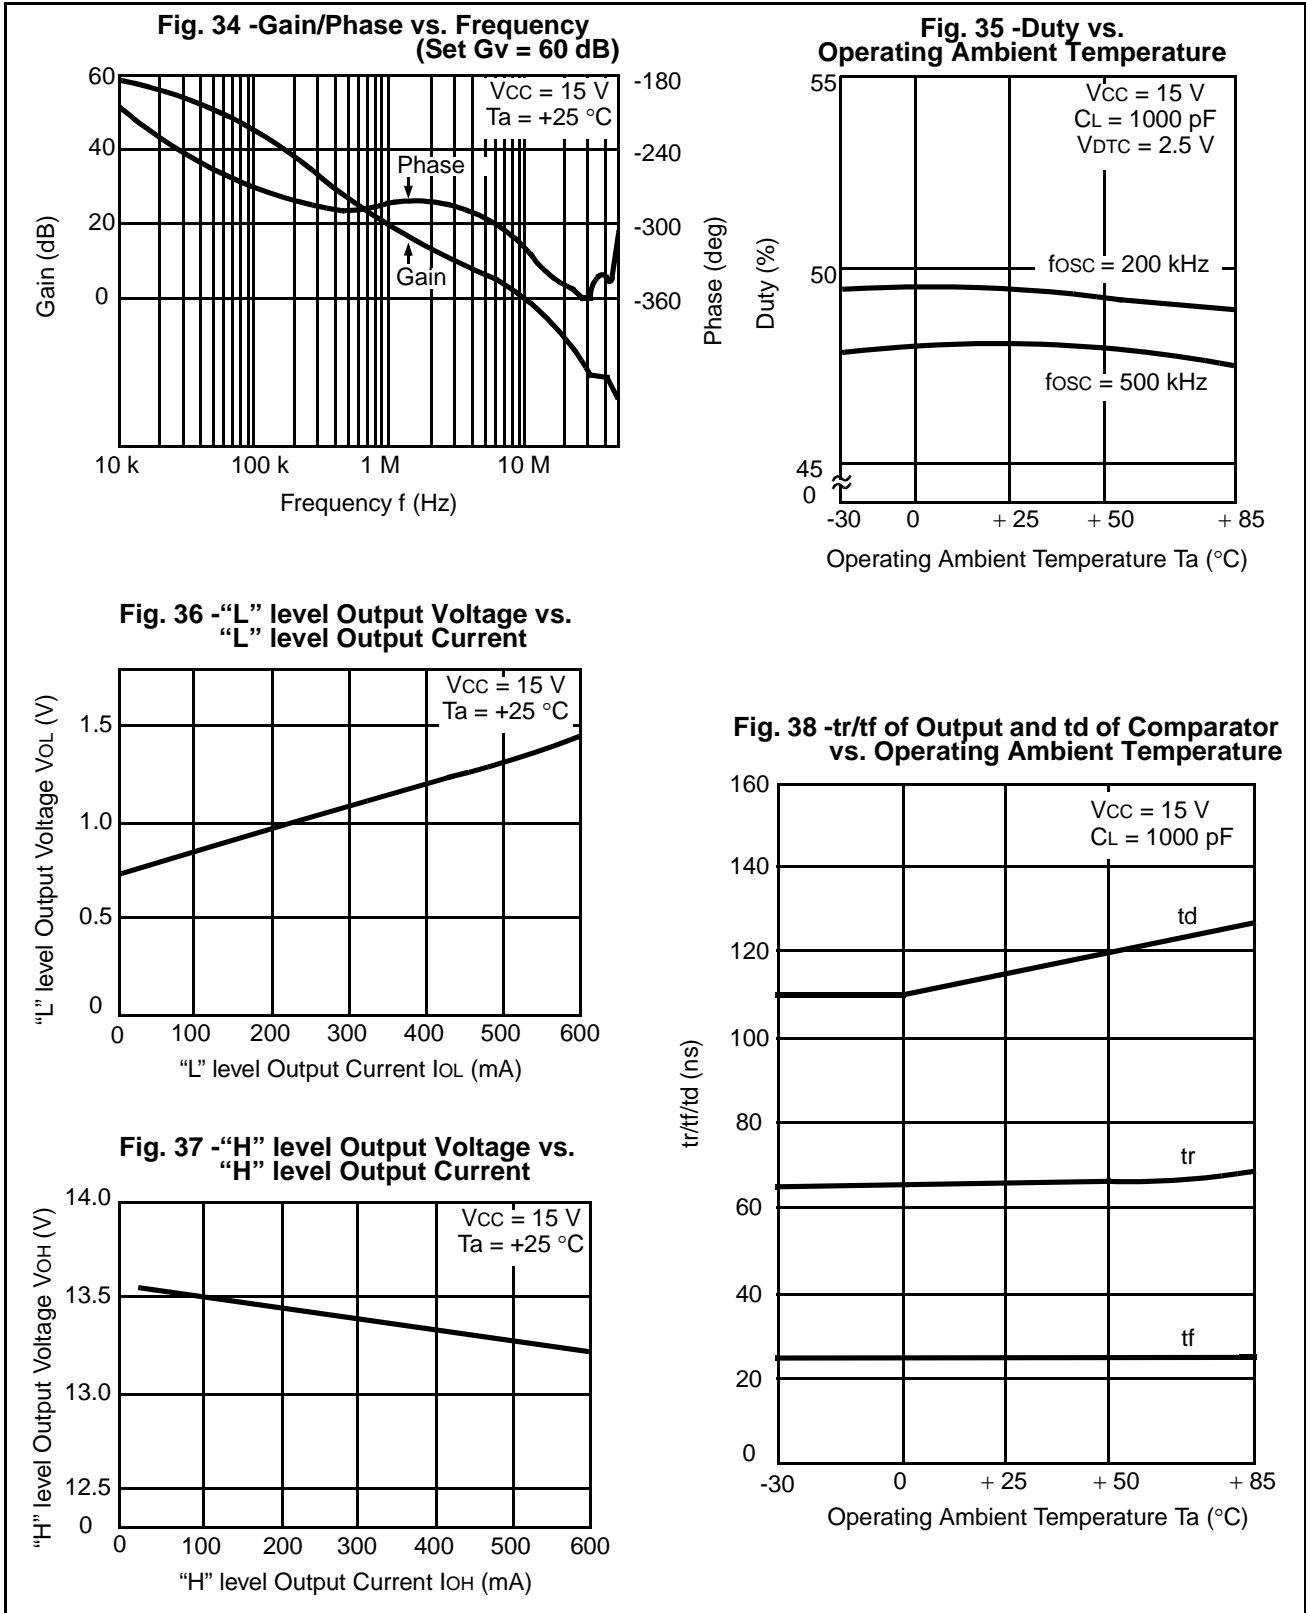 Fig. 34 -Gain/Phase vs. Frequency
(Set Gv = 60 dB)
60
40
20
0
-180
-240
-300
-360
VCC = 15 V
Ta = +25 °C
Phase
Gain
Gain (dB)
Phase (deg)
10 k 100 k 1 M 10 M
Frequency f (Hz)
Fig. 35 -Duty vs.
Operating Ambient Temperature
55
50
45
0
VCC = 15 V
CL = 1000 pF
VDTC = 2.5 V
fOSC = 200 kHz
fOSC = 500 kHz
Duty (%)
-30 0 + 25 + 50 + 85
Operating Ambient Temperature Ta (°C)
Fig. 36 -“L” level Output Voltage vs.
“L” level Output Current
VCC = 15 V
Ta = +25 °C
1.5
1.0
0.5
0
“L” level Output Voltage VOL (V)
0 100 200 300 400 500 600
“L” level Output Current IOL (mA)
Fig. 37 -“H” level Output Voltage vs.
“H” level Output Current
14.0
13.5
13.0
12.5
0
VCC = 15 V
Ta = +25 °C
“H” level Output Voltage VOH (V)
0 100 200 300 400 500 600
“H” level Output Current IOH (mA)
Fig. 38 -tr/tf of Output and td of Comparator
vs. Operating Ambient Temperature
160
140
120
100
80
60
40
20
0
VCC = 15 V
CL = 1000 pF
td
tr
tf
tr/tf/td (ns)
-30 0 + 25 + 50 + 85
Operating Ambient Temperature Ta (°C)